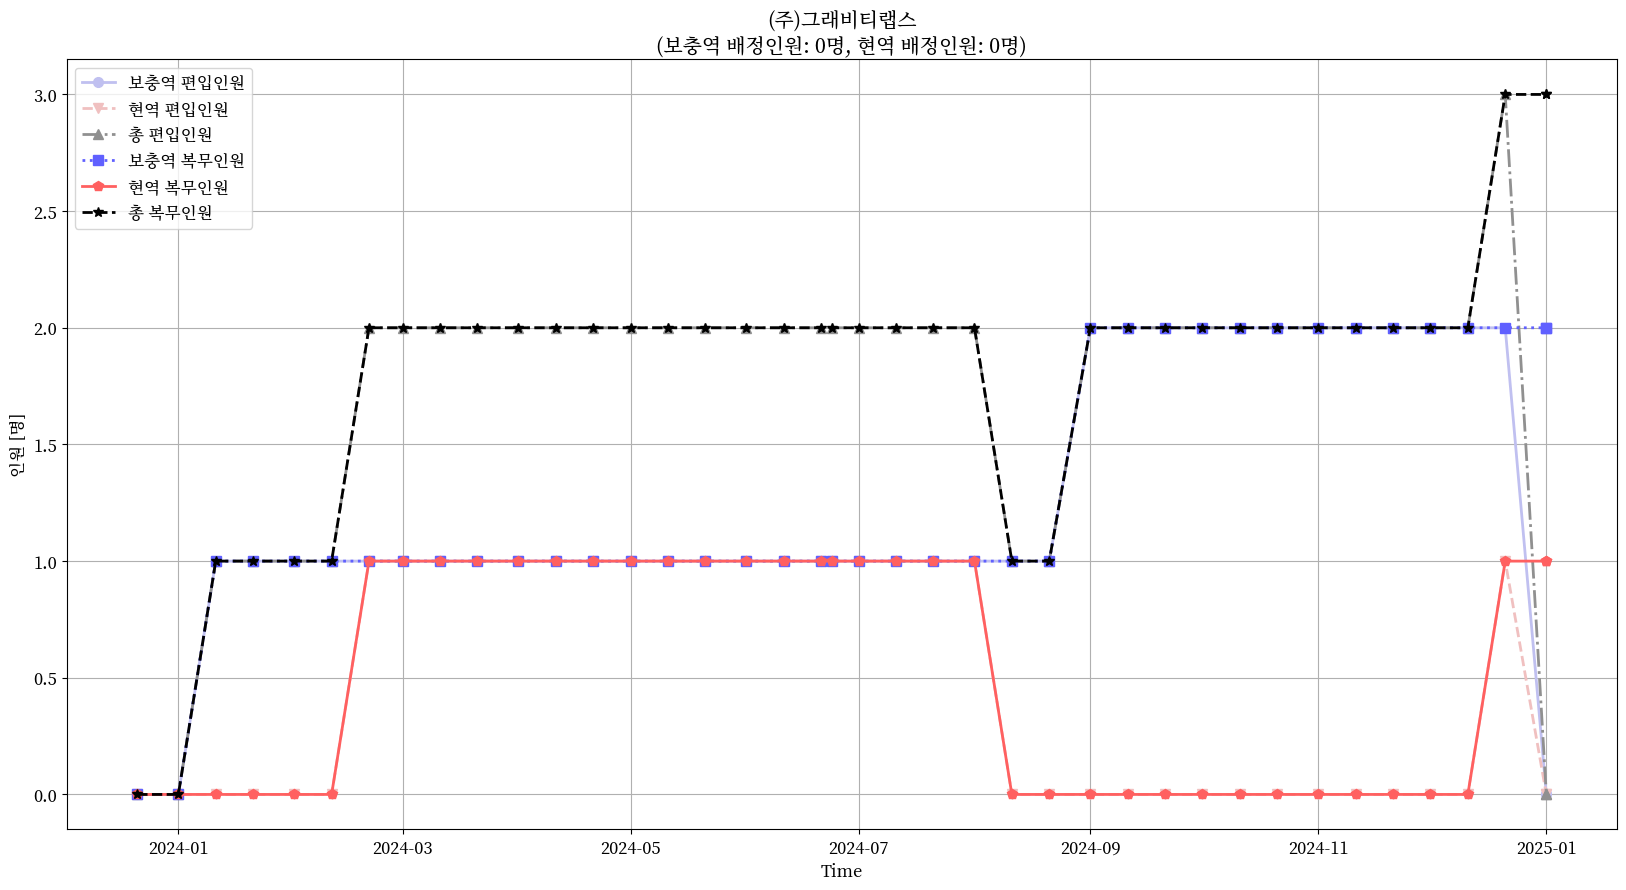 (주)그래비티랩스
(보충역 배정인원: 0명, 현역 배정인원: 0명)
보충역 편입인원
현역 편입인원
총 편입인원
보충역 복무인원
현역 복무인원
총 복무인원
인원 [명]
3.0
2.5
2.0
1.5
1.0
0.5
0.0
2024-01
2024-03
2024-05
2024-07
2024-09
2024-11
2025-01
Time